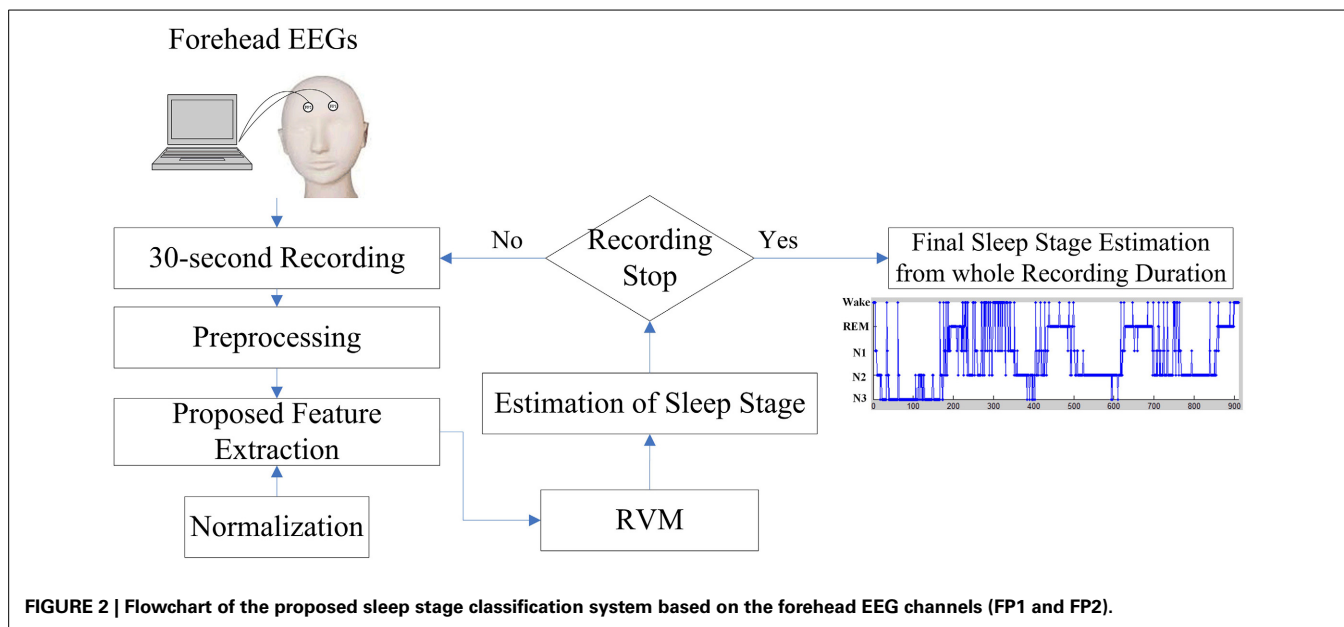 Forehead EEGs
30-second Recording
Preprocessing
Proposed Feature
Extraction
Normalization
RVM
Estimation of Sleep Stage
Recording
Stop
No
Yes
Final Sleep Stage Estimation
from whole Recording Duration
Wake
REM
N1
N2
N3
0 100 200 300 400 500 600 700 800 900
FIGURE 2 | Flowchart of the proposed sleep stage classification system based on the forehead EEG channels (FP1 and FP2).